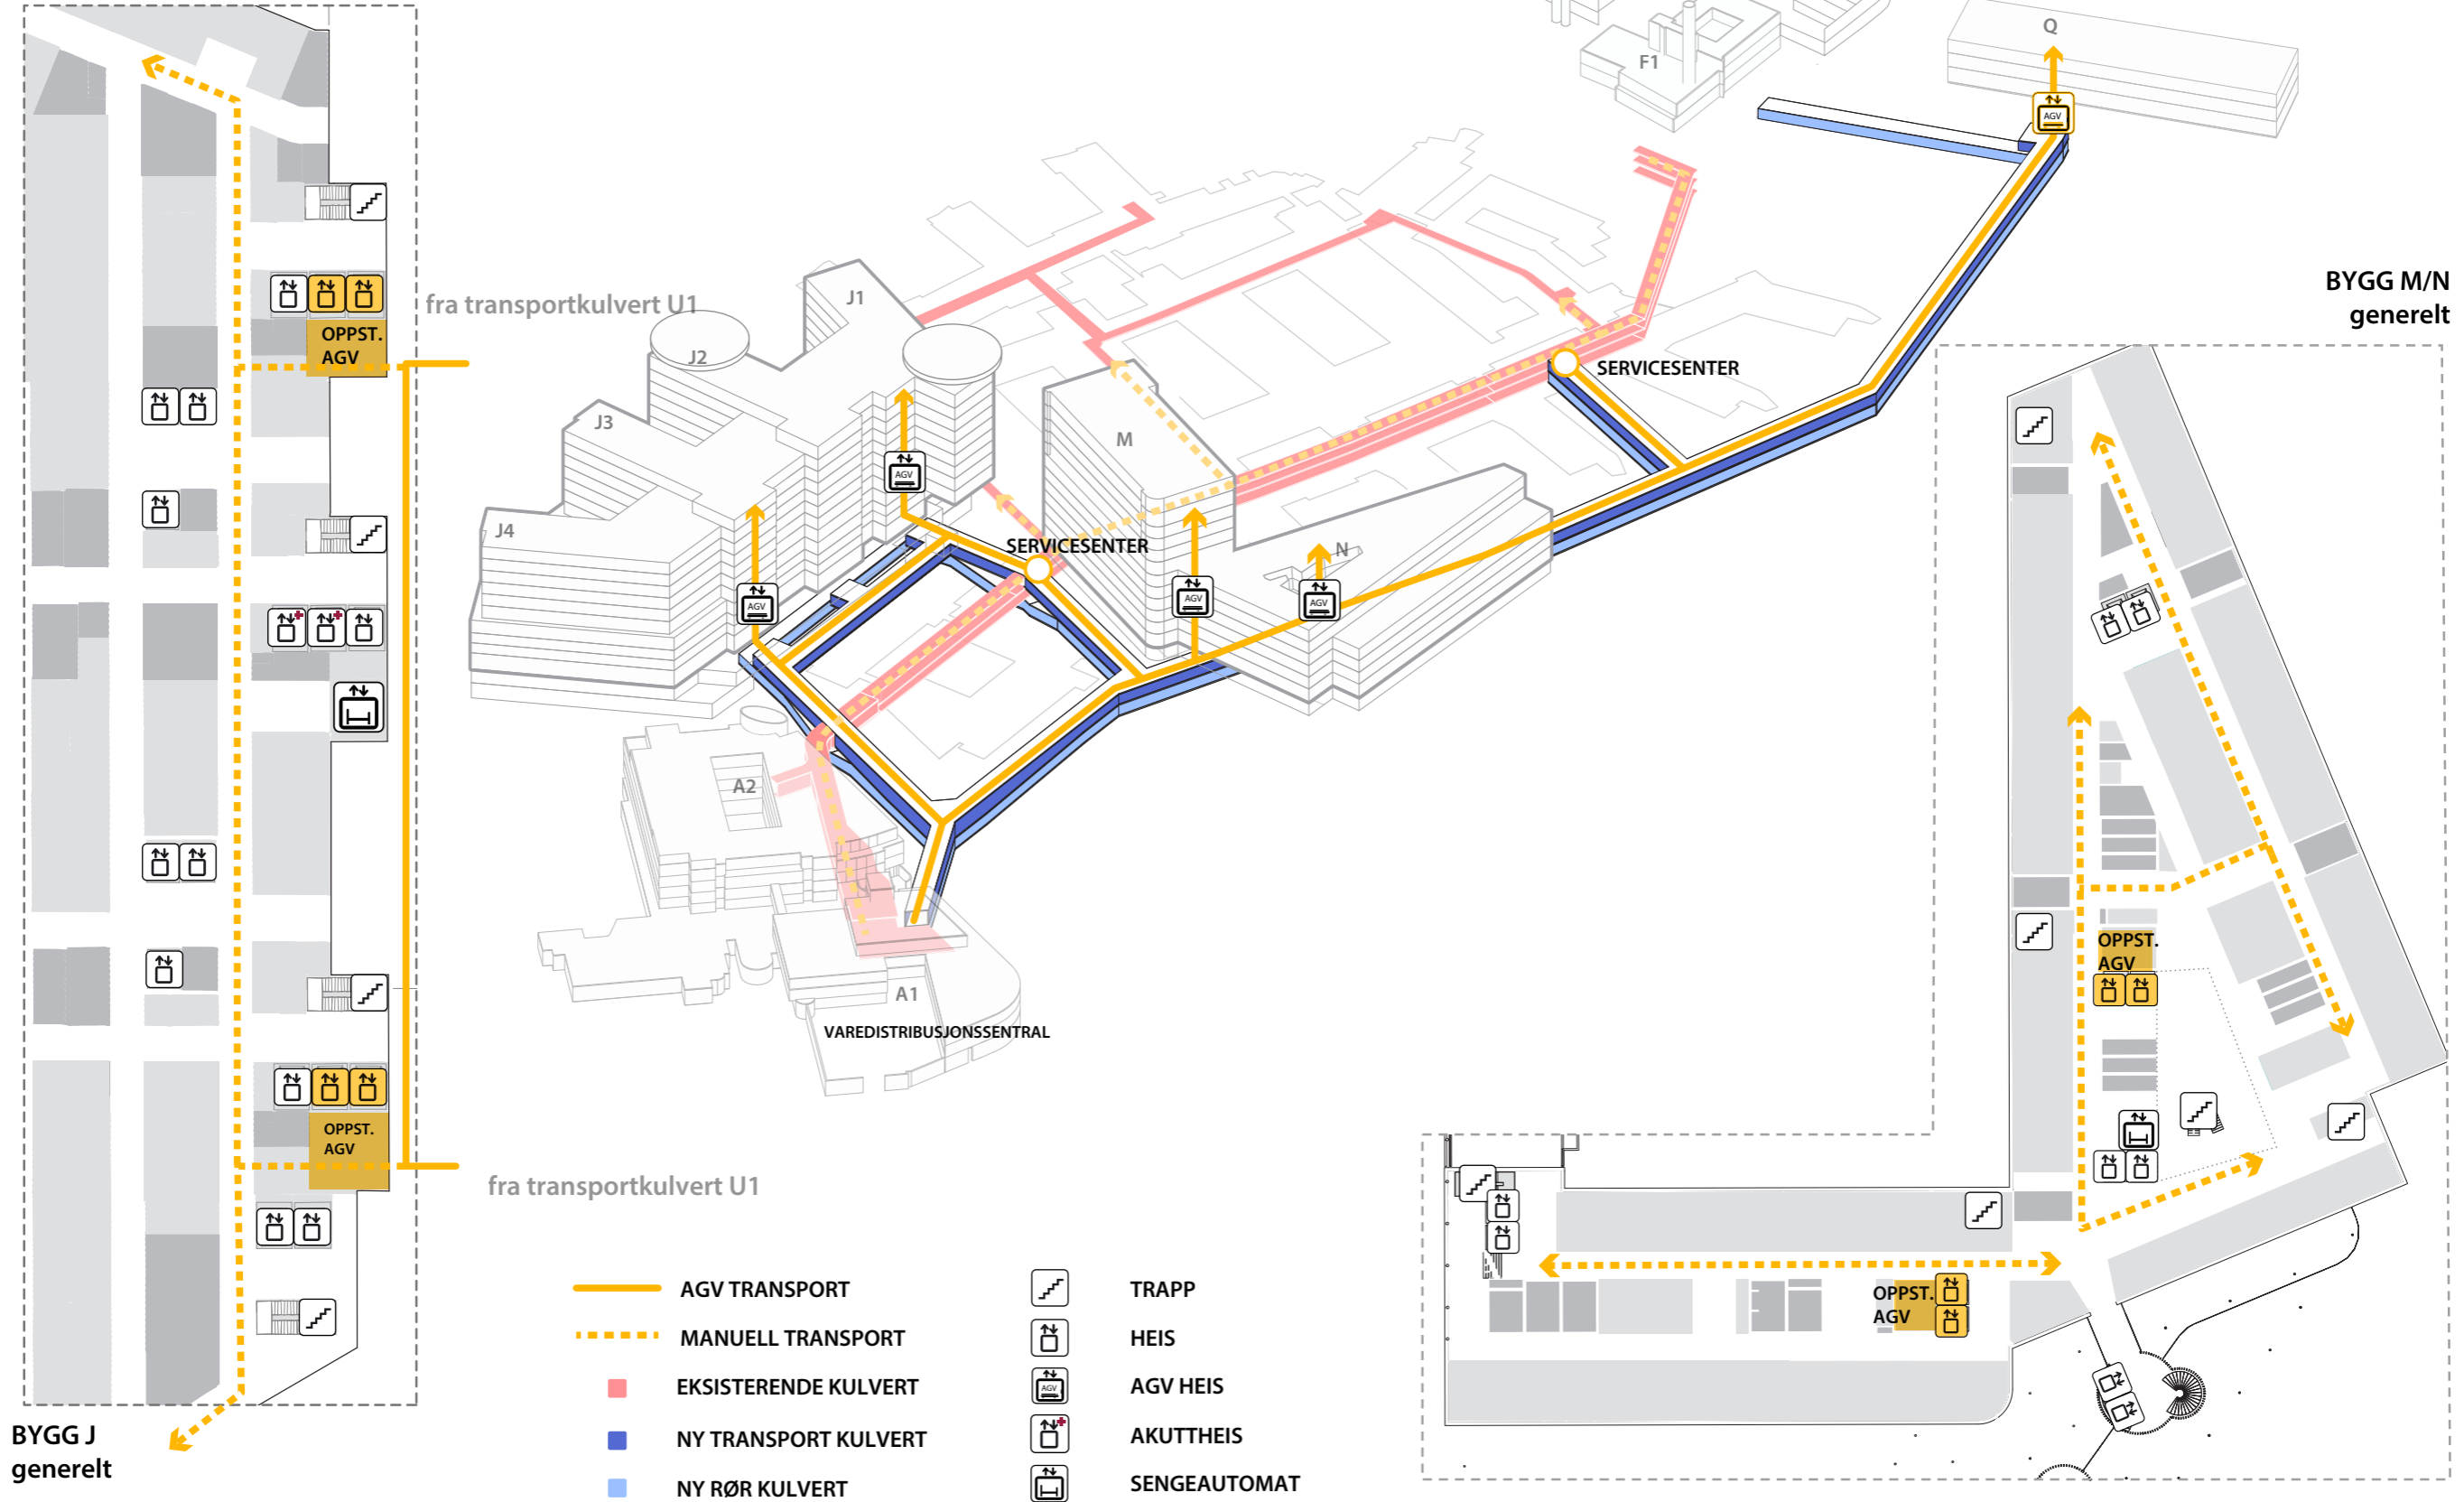 Q
F1
BYGG M/N
generelt
fra transportkulvert U1
J1
J2
J3
J4
M
N
SERVICESENTER
SERVICESENTER
AGV
AGV
AGV
AGV
AGV
OPPST.
AGV
OPPST.
AGV
fra transportkulvert U1
A2
A1
VAREDISTRIBUSJONSSENTRAL
OPPST.
AGV
OPPST.
AGV
BYGG J
generelt
AGV TRANSPORT
MANUELL TRANSPORT
EKSISTERENDE KULVERT
NY TRANSPORT KULVERT
NY RØR KULVERT
TRAPP
HEIS
AGV
AGV HEIS
AKUTTHEIS
SENGEAUTOMAT